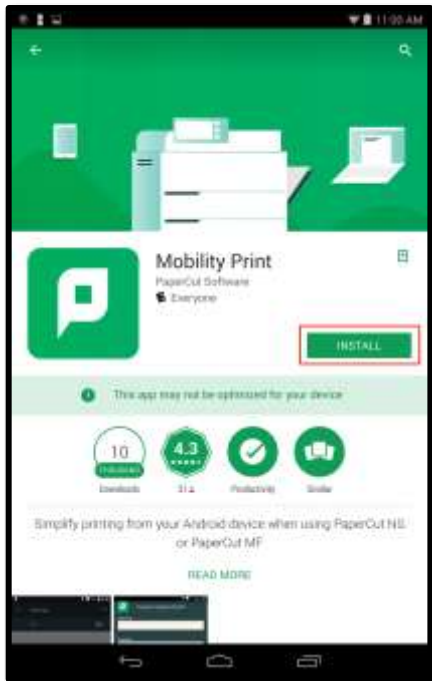 11:00 AM
Mobility Print
PaperCut Software
Everyone
INSTALL
This app may not be optimized for your device
10
4.3
Downloads
Productivity
Similar
Simplify printing from your Android device when using PaperCut NG
or PaperCut MF
READ MORE